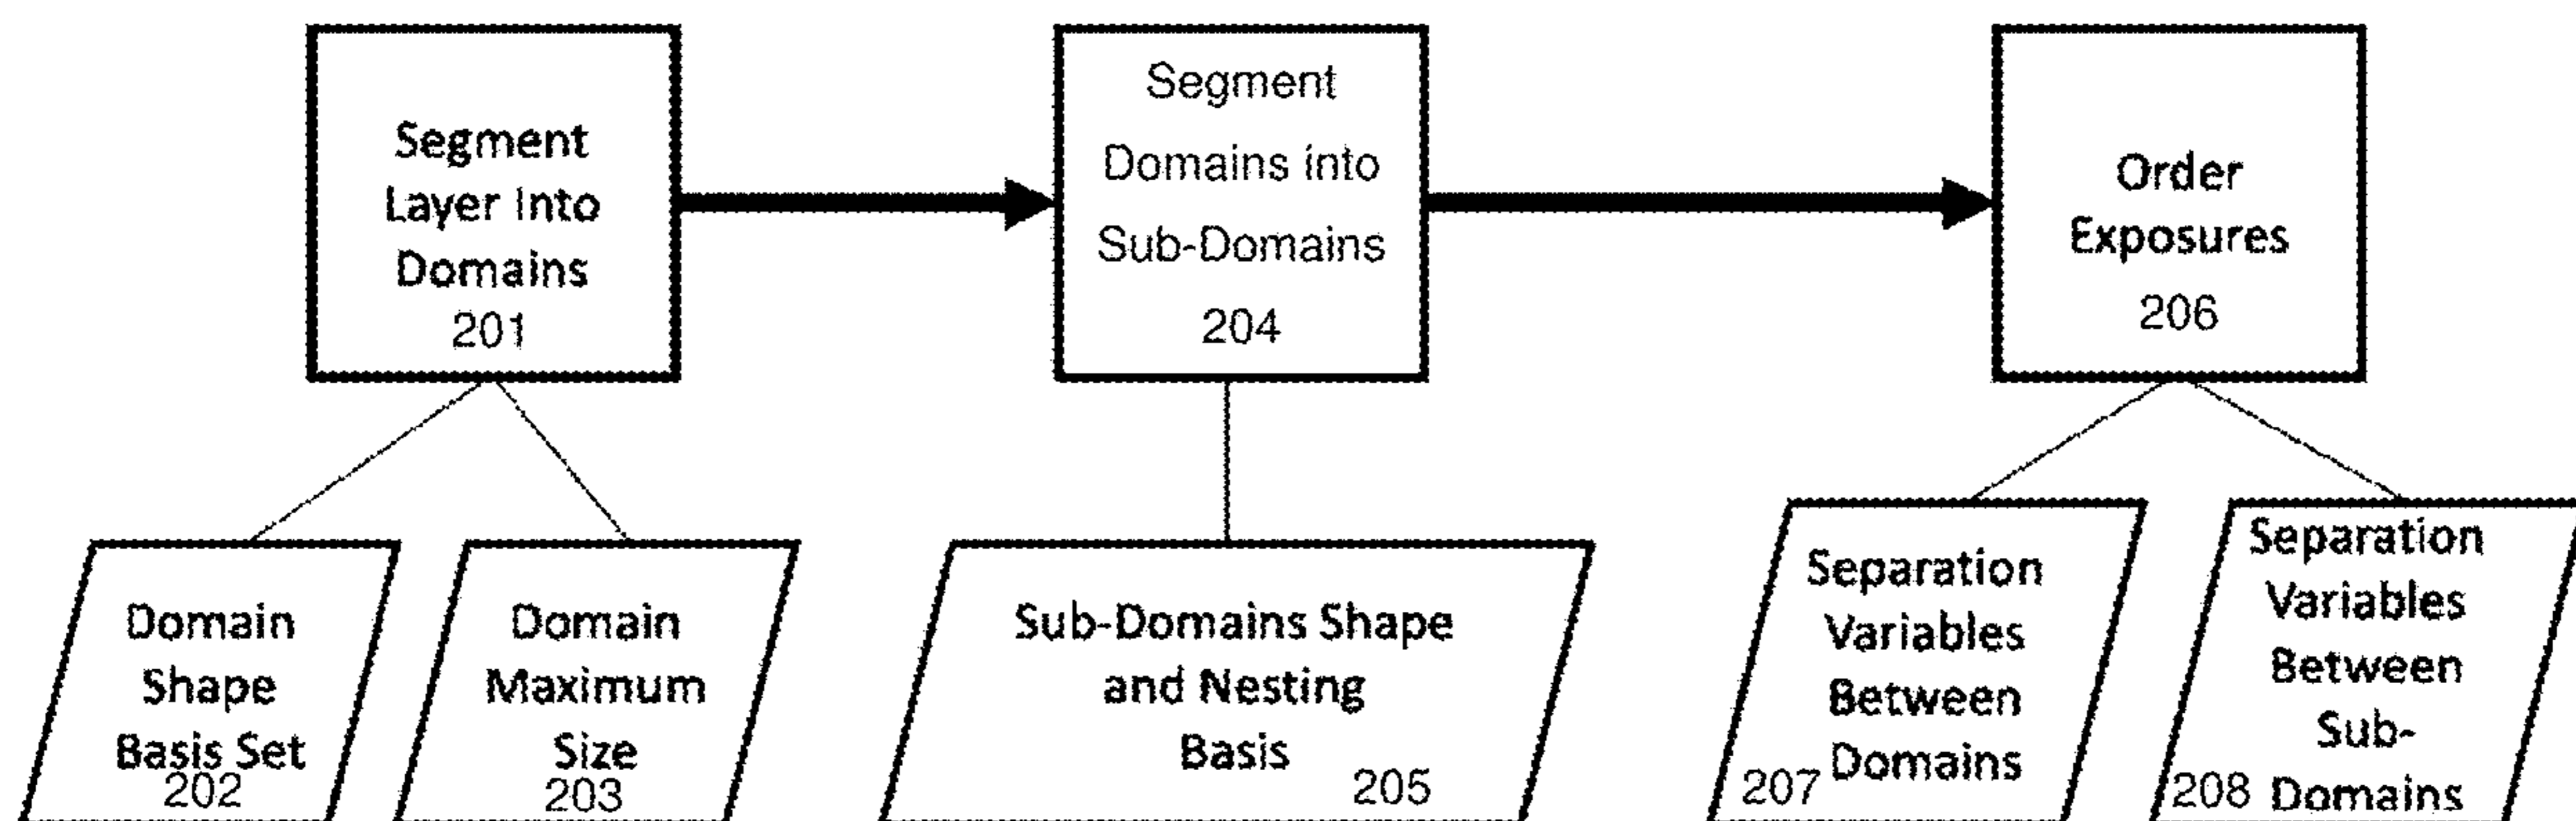 Segment
Layer Into
Domains
201
Segment
Domains into
Sub-Domains
204
Order
Exposures
206
Domain
Shape
Basis Set
202
Domain
Maximum
Size
203
Sub-Domains Shape
and Nesting
Basis
205
Separation
Variables
Between
Domains
207
Separation
Variables
Between
Sub-
Domains
208